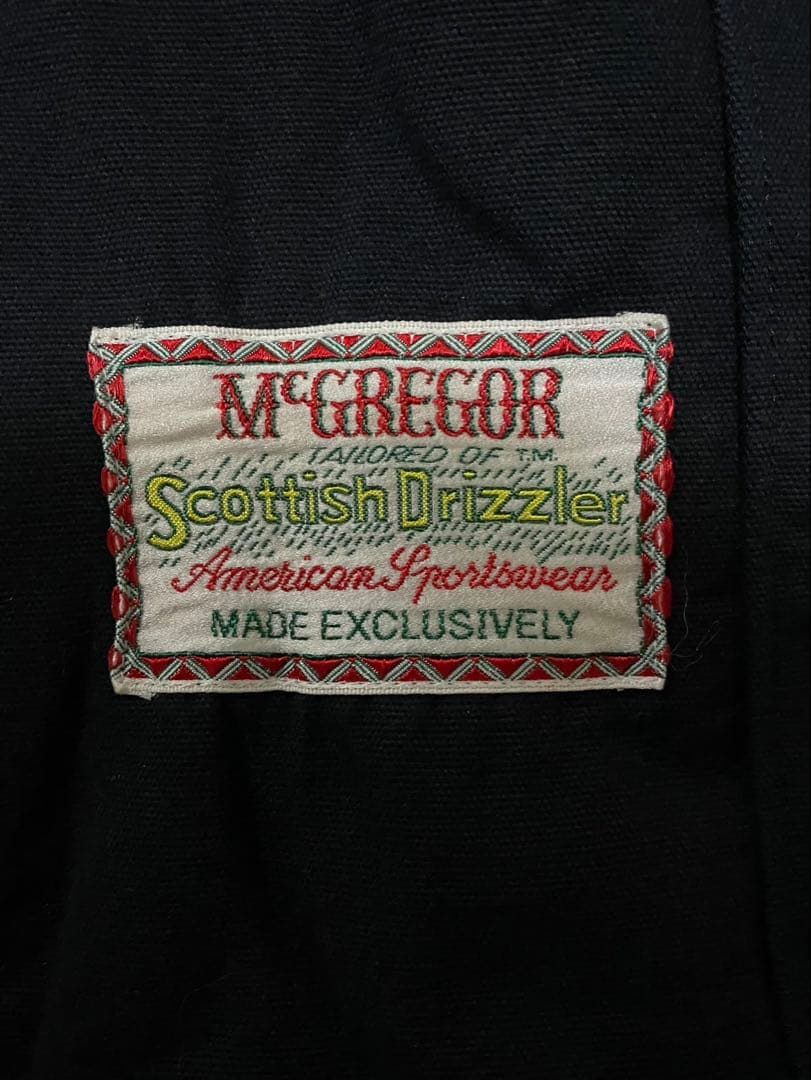 McGREGOR
TAILORED OF T.M.
Scottish Drizzler
American Sportswear
MADE EXCLUSIVELY